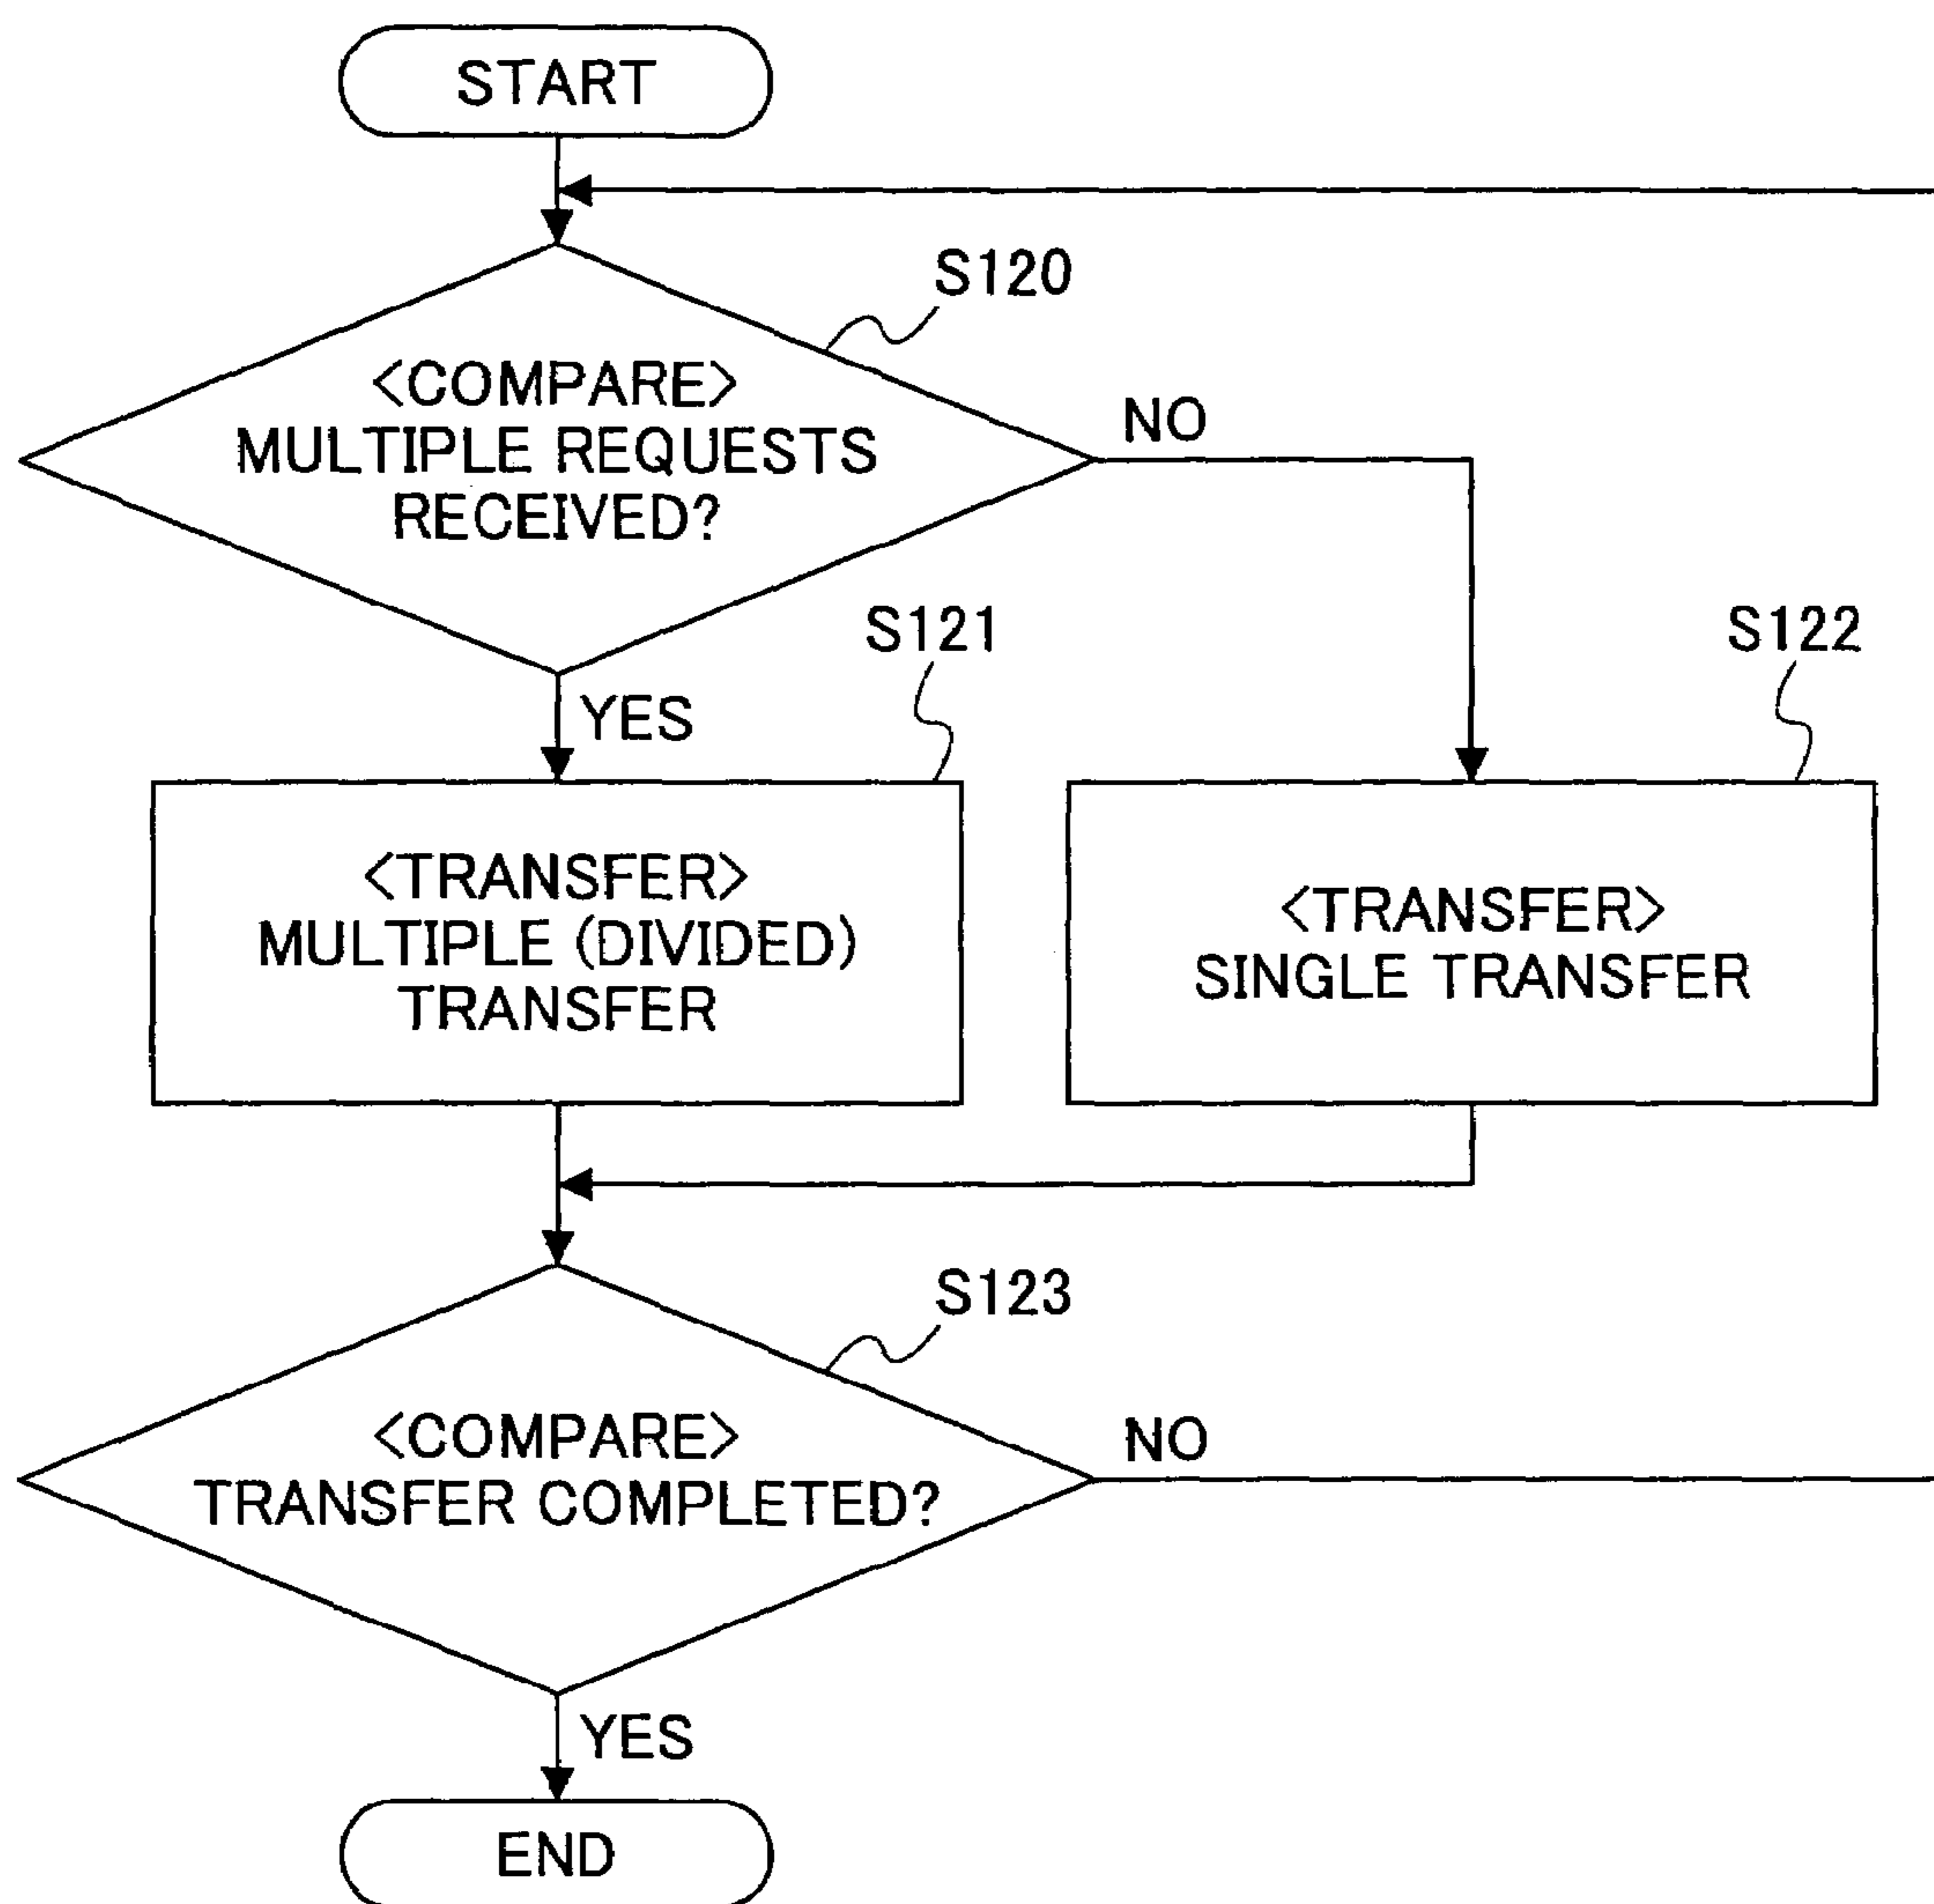 START
S120
<COMPARE>
MULTIPLE REQUESTS
RECEIVED?
NO
YES
S121
S122
<TRANSFER>
MULTIPLE (DIVIDED)
TRANSFER
<TRANSFER>
SINGLE TRANSFER
S123
<COMPARE>
TRANSFER COMPLETED?
NO
YES
END